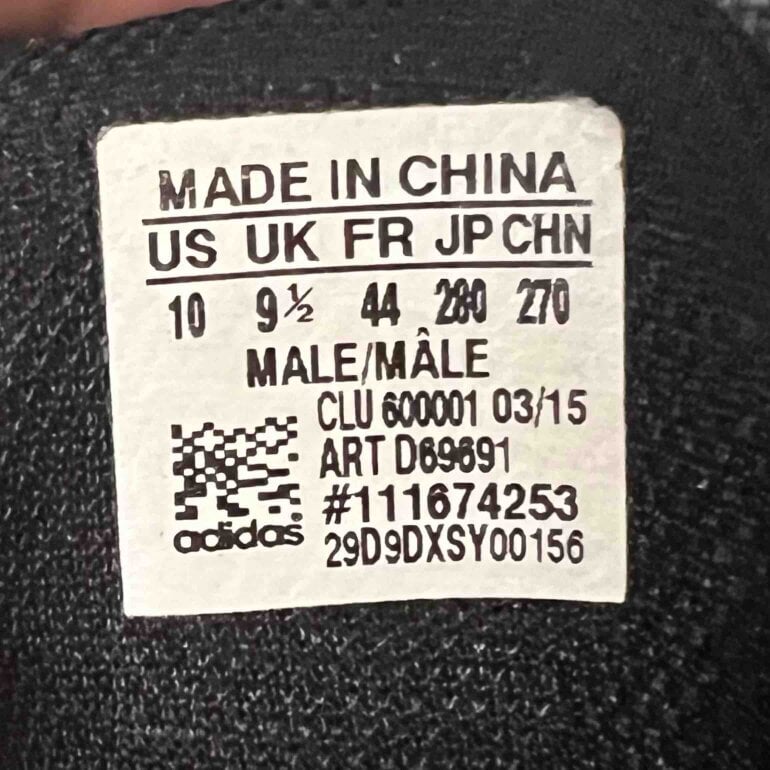 MADE IN CHINA
US UK FR JP CHN
10 9½ 44 280 270
MALE/MÂLE
CLU 600001 03/15
ART D69691
#111674253
29D9DXSY00156
adidas